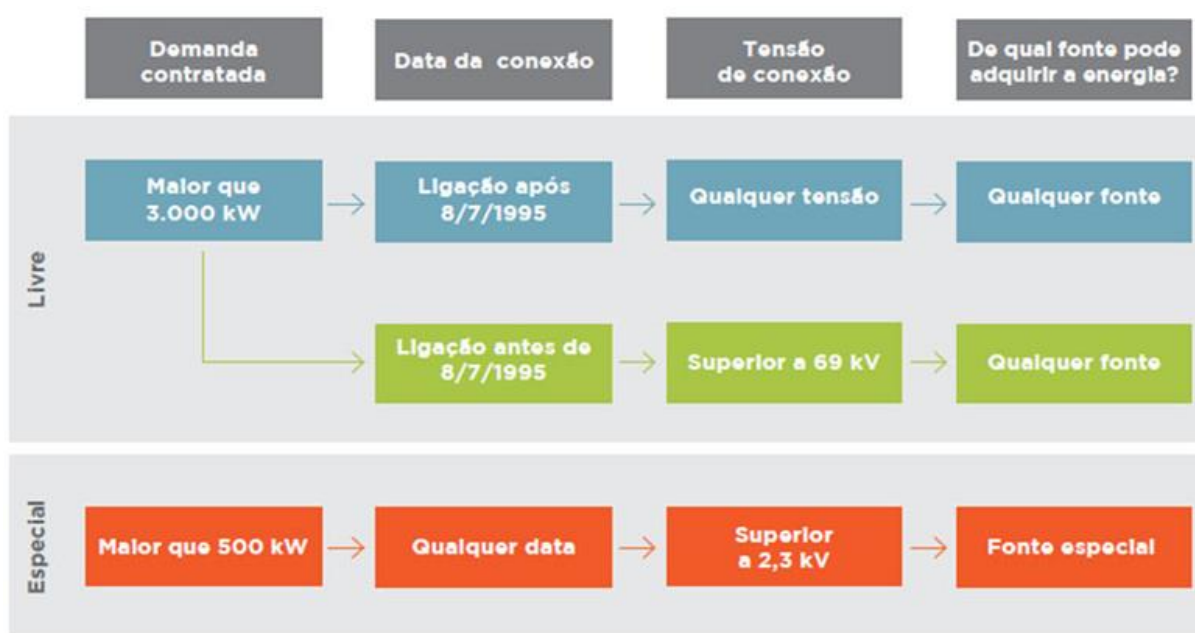 Demanda
contratada
Data da conexão
Tensão
de conexão
De qual fonte pode
adquirir a energia?
Livre
Maior que
3.000 kW
Ligação após
8/7/1995
Qualquer tensão
Qualquer fonte
Ligação antes de
8/7/1995
Superior a 69 kV
Qualquer fonte
Especial
Maior que 500 kW
Qualquer data
Superior
a 2,3 kV
Fonte especial